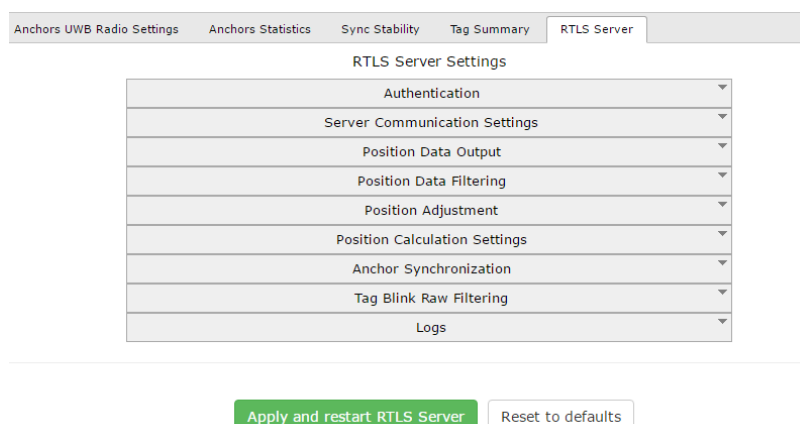 Anchors UWB Radio Settings Anchors Statistics Sync Stability Tag Summary RTLS Server
RTLS Server Settings
Authentication
Server Communication Settings
Position Data Output
Position Data Filtering
Position Adjustment
Position Calculation Settings
Anchor Synchronization
Tag Blink Raw Filtering
Logs
Apply and restart RTLS Server Reset to defaults